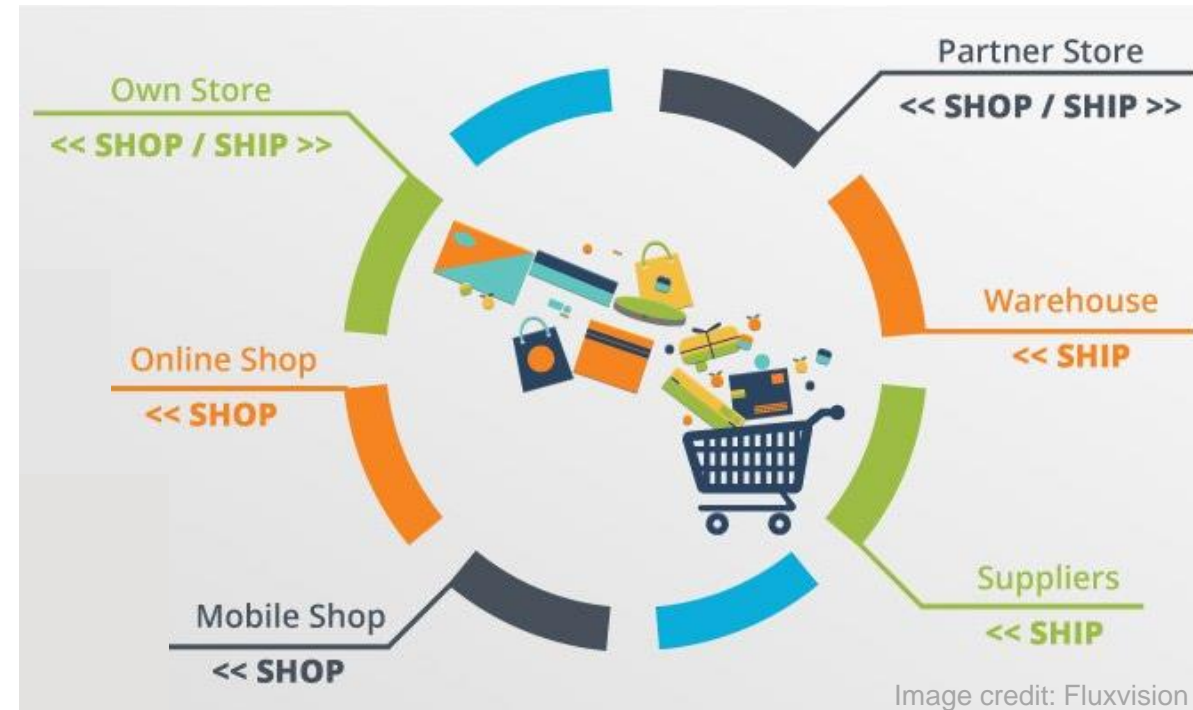 Own Store
<< SHOP / SHIP >>
Partner Store
<< SHOP / SHIP >>
Online Shop
<< SHOP
Warehouse
<< SHIP
Mobile Shop
<< SHOP
Suppliers
<< SHIP
Image credit: Fluxvision